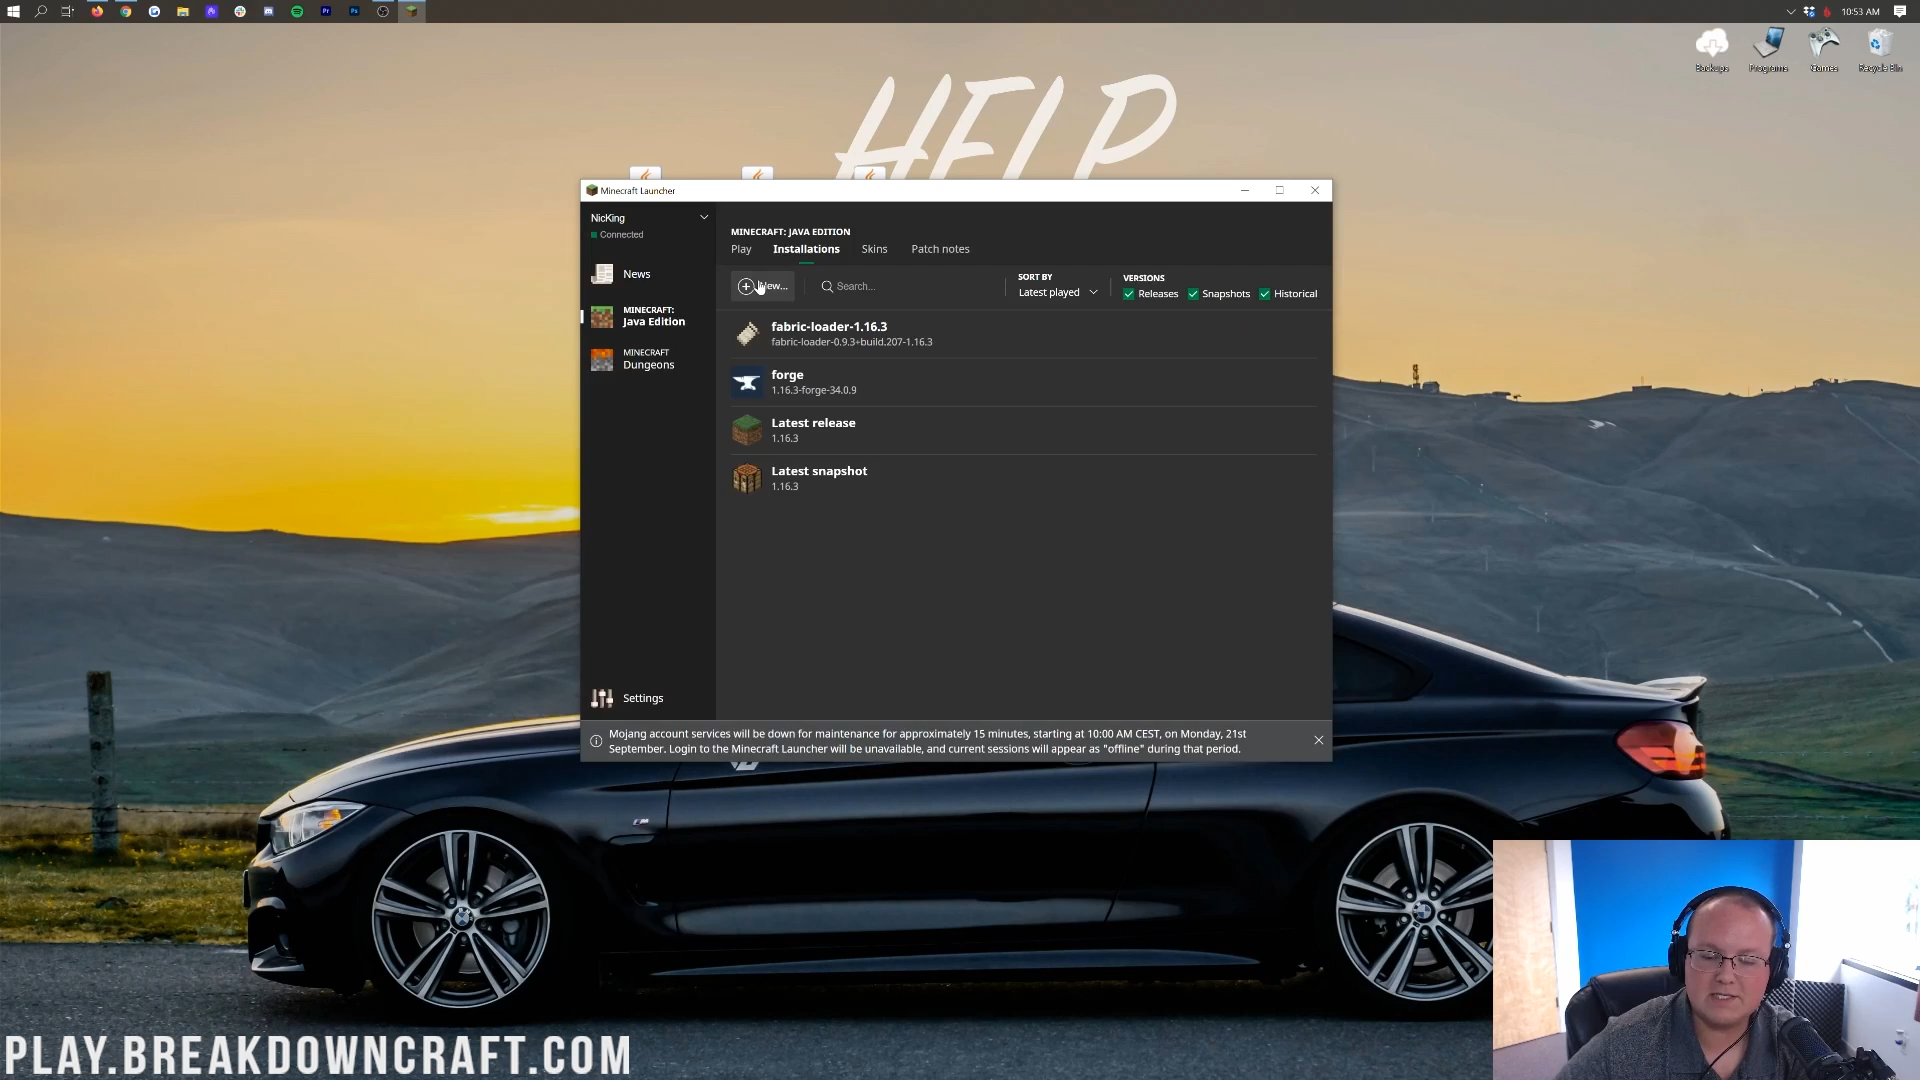 10:53 AM
Backups
Programs
Games
Recycle Bin
HELP
Minecraft Launcher
NicKing
Connected
News
MINECRAFT:
Java Edition
MINECRAFT
Dungeons
Settings
MINECRAFT: JAVA EDITION
Play
Installations
Skins
Patch notes
New...
Search...
SORT BY
Latest played
VERSIONS
Releases
Snapshots
Historical
fabric-loader-1.16.3
fabric-loader-0.9.3+build.207-1.16.3
forge
1.16.3-forge-34.0.9
Latest release
1.16.3
Latest snapshot
1.16.3
Mojang account services will be down for maintenance for approximately 15 minutes, starting at 10:00 AM CEST, on Monday, 21st
September. Login to the Minecraft Launcher will be unavailable, and current sessions will appear as "offline" during that period.
PLAY.BREAKDOWNCRAFT.COM